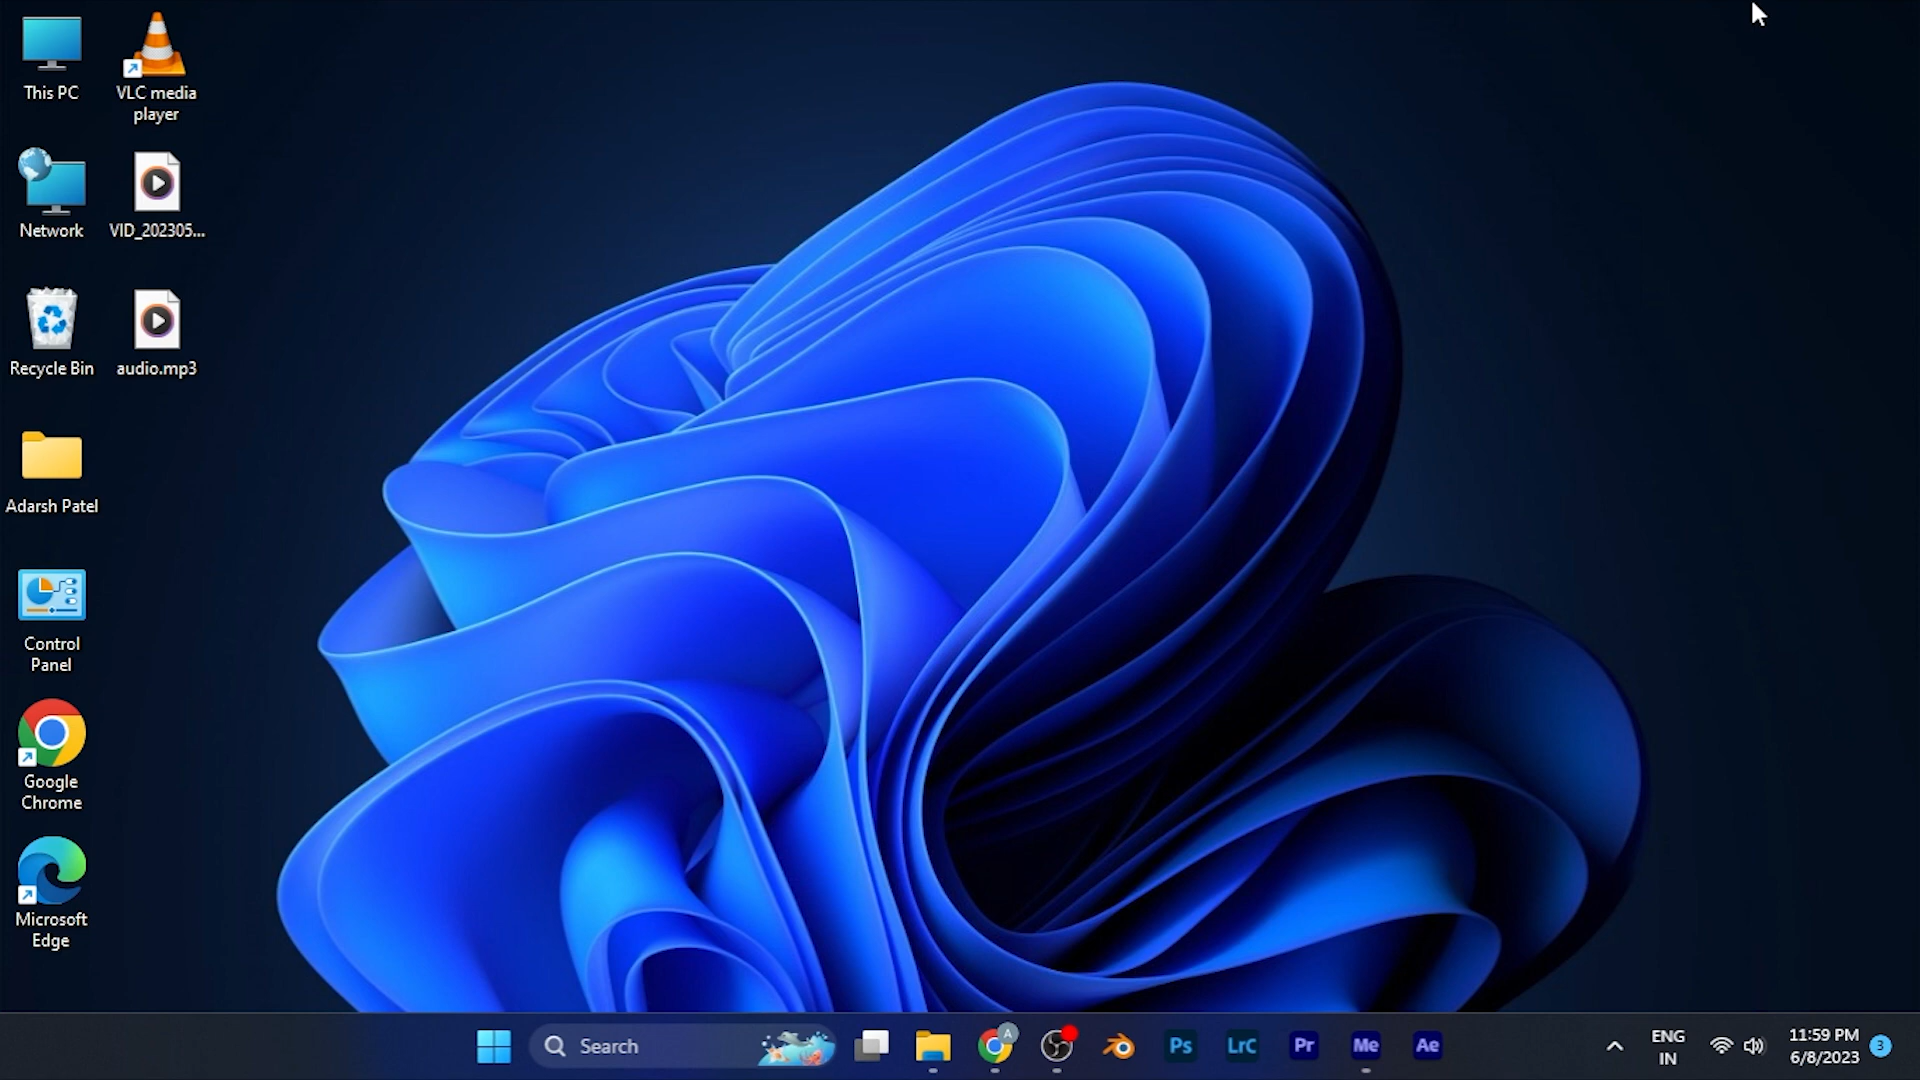 This PC
VLC media
player
Network
VID_202305...
Recycle Bin
audio.mp3
Adarsh Patel
Control
Panel
Google
Chrome
Microsoft
Edge
Search
A
Ps
LrC
Pr
Me
Ae
ENG
IN
11:59 PM
6/8/2023
3